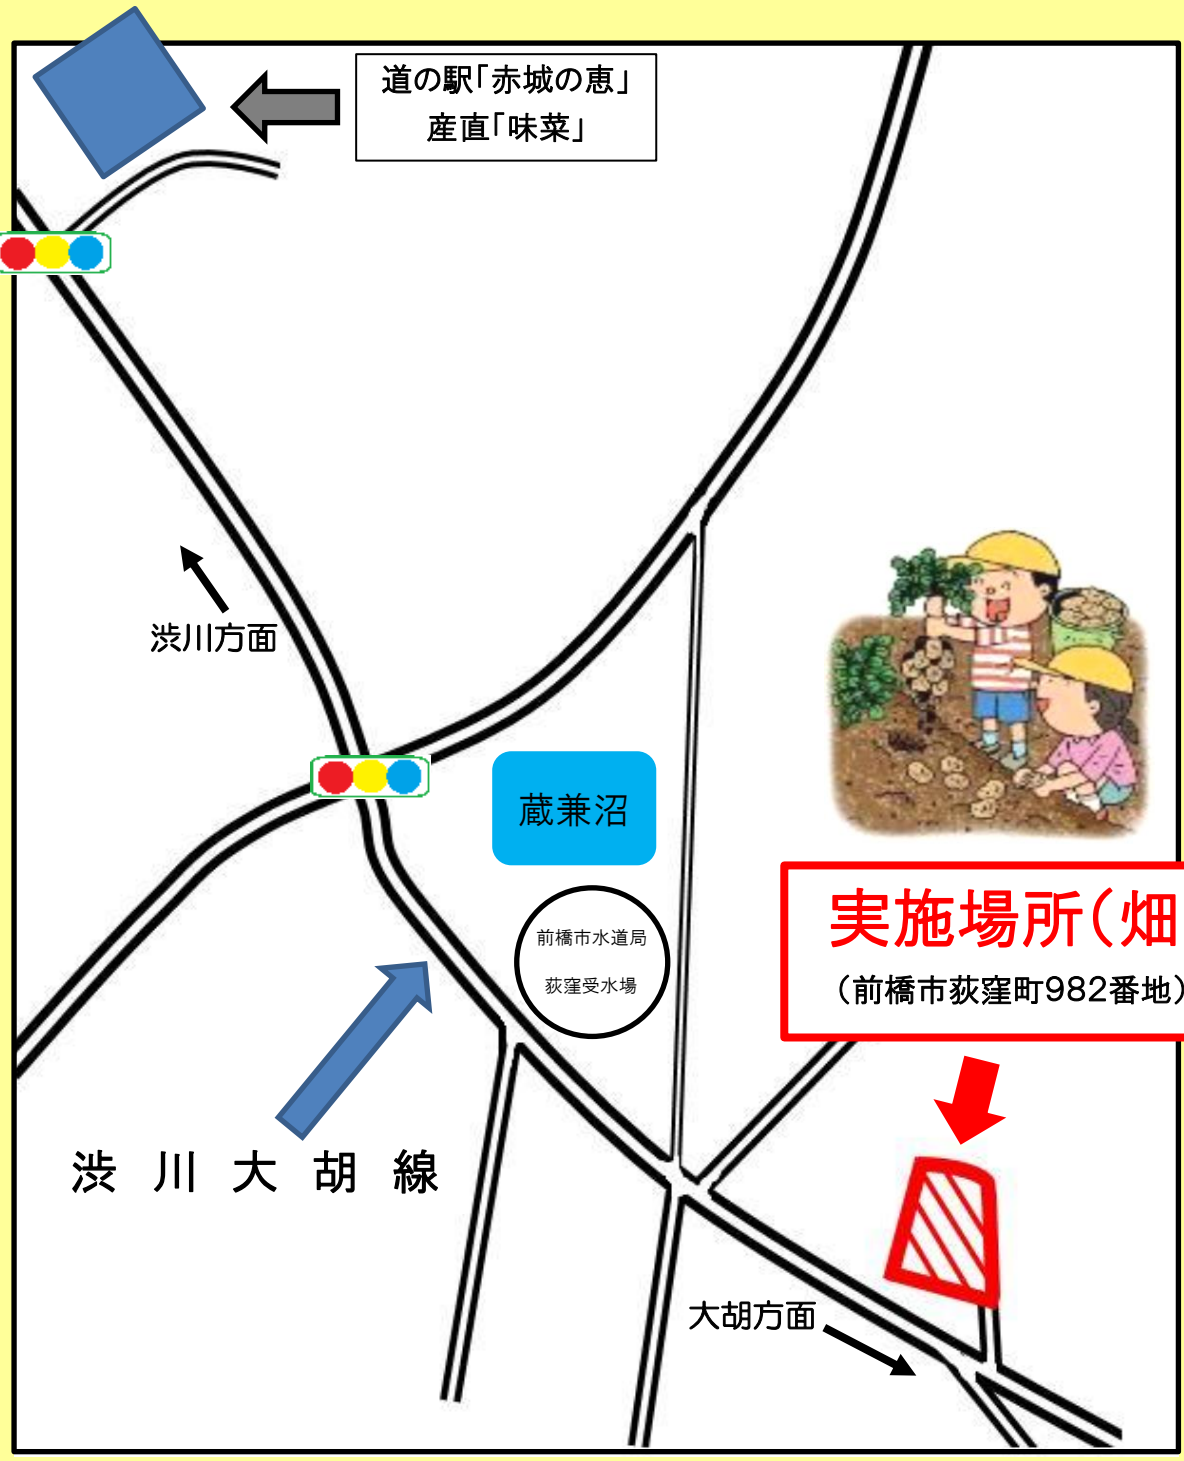 道の駅「赤城の恵」
産直「味菜」
渋川方面
蔵兼沼
前橋市水道局
荻窪受水場
実施場所（畑
（前橋市荻窪町982番地）
渋川大胡線
大胡方面